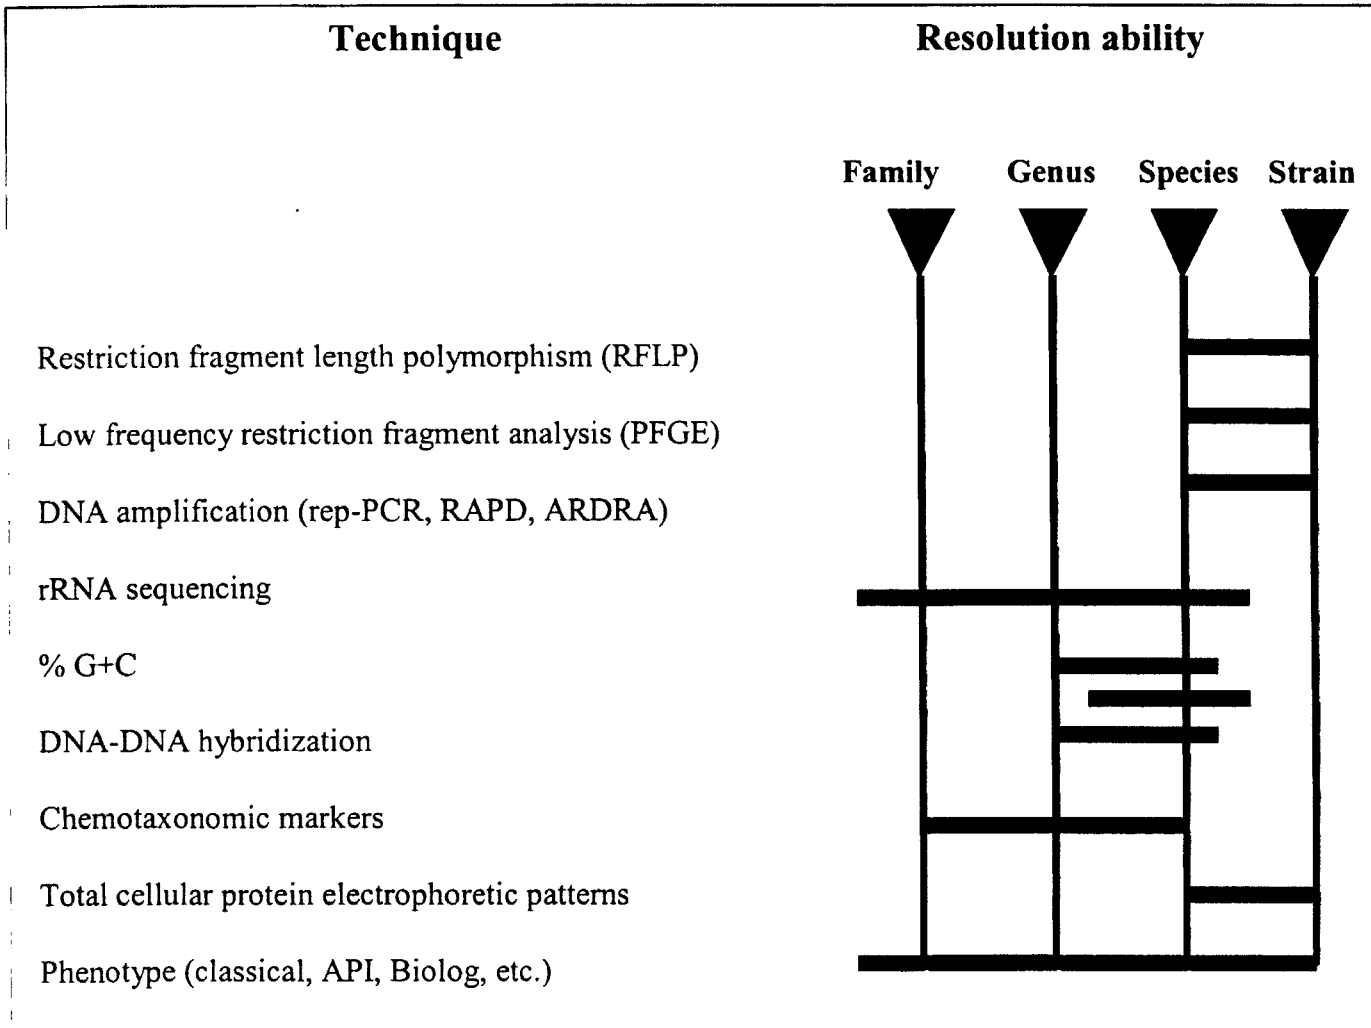 Technique Resolution ability
Family Genus Species Strain
Restriction fragment length polymorphism (RFLP)
Low frequency restriction fragment analysis (PFGE)
DNA amplification (rep-PCR, RAPD, ARDRA)
rRNA sequencing
% G+C
DNA-DNA hybridization
Chemotaxonomic markers
Total cellular protein electrophoretic patterns
Phenotype (classical, API, Biolog, etc.)